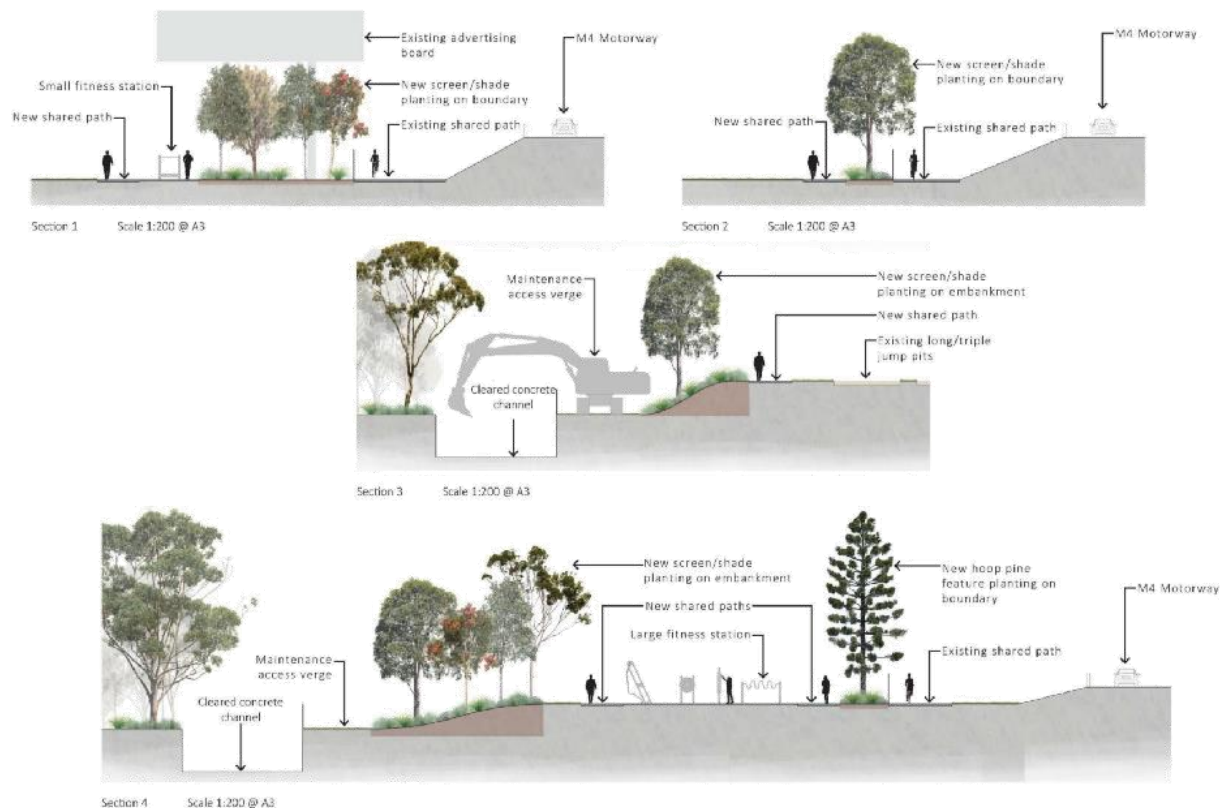 Existing advertising
board
M4 Motorway
Small fitness station
New screen/shade
planting on boundary
New shared path
Existing shared path
Section 1 Scale 1:200 @ A3
M4 Motorway
New screen/shade
planting on boundary
New shared path
Existing shared path
Section 2 Scale 1:200 @ A3
Maintenance
access verge
New screen/shade
planting on embankment
New shared path
Existing long/triple
jump pits
Cleared concrete
channel
Section 3 Scale 1:200 @ A3
New screen/shade
planting on embankment
New hoop pine
feature planting on
boundary
M4 Motorway
New shared paths
Large fitness station
Existing shared path
Maintenance
access verge
Cleared concrete
channel
Section 4 Scale 1:200 @ A3